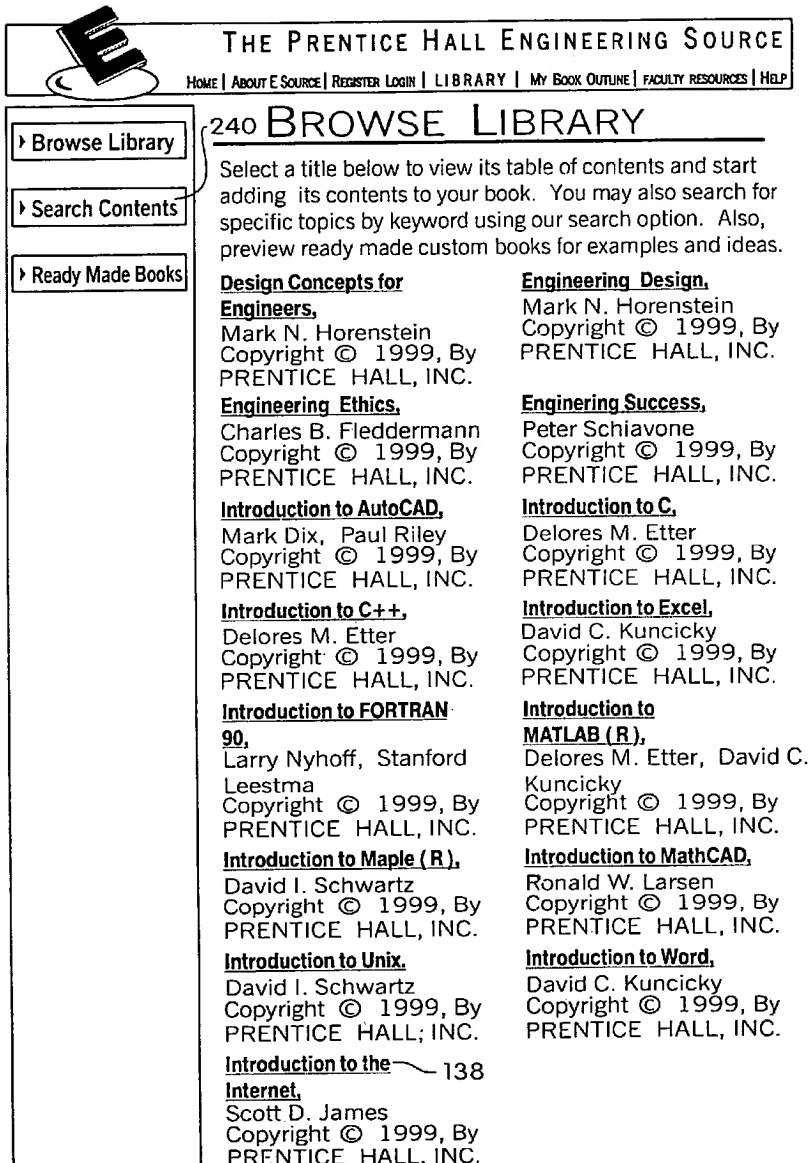 E
THE PRENTICE HALL ENGINEERING SOURCE
HOME | ABOUT E SOURCE | REGISTER LOGIN | LIBRARY | MY BOOK OUTLINE | FACULTY RESOURCES | HELP
Browse Library
Search Contents
Ready Made Books
240 BROWSE LIBRARY
Select a title below to view its table of contents and start
adding its contents to your book. You may also search for
specific topics by keyword using our search option. Also,
preview ready made custom books for examples and ideas.
Design Concepts for
Engineers,
Mark N. Horenstein
Copyright © 1999, By
PRENTICE HALL, INC.
Engineering Design,
Mark N. Horenstein
Copyright © 1999, By
PRENTICE HALL, INC.
Engineering Ethics,
Charles B. Fleddermann
Copyright © 1999, By
PRENTICE HALL, INC.
Enginering Success,
Peter Schiavone
Copyright © 1999, By
PRENTICE HALL, INC.
Introduction to AutoCAD,
Mark Dix, Paul Riley
Copyright © 1999, By
PRENTICE HALL, INC.
Introduction to C,
Delores M. Etter
Copyright © 1999, By
PRENTICE HALL, INC.
Introduction to C++,
Delores M. Etter
Copyright © 1999, By
PRENTICE HALL, INC.
Introduction to Excel,
David C. Kuncicky
Copyright © 1999, By
PRENTICE HALL, INC.
Introduction to FORTRAN
90,
Larry Nyhoff, Stanford
Leestma
Copyright © 1999, By
PRENTICE HALL, INC.
Introduction to
MATLAB ( R ),
Delores M. Etter, David C.
Kuncicky
Copyright © 1999, By
PRENTICE HALL, INC.
Introduction to Maple ( R ),
David I. Schwartz
Copyright © 1999, By
PRENTICE HALL, INC.
Introduction to MathCAD,
Ronald W. Larsen
Copyright © 1999, By
PRENTICE HALL, INC.
Introduction to Unix.
David I. Schwartz
Copyright © 1999, By
PRENTICE HALL; INC.
Introduction to Word,
David C. Kuncicky
Copyright © 1999, By
PRENTICE HALL, INC.
Introduction to the 138
Internet,
Scott D. James
Copyright © 1999, By
PRENTICE HALL, INC.